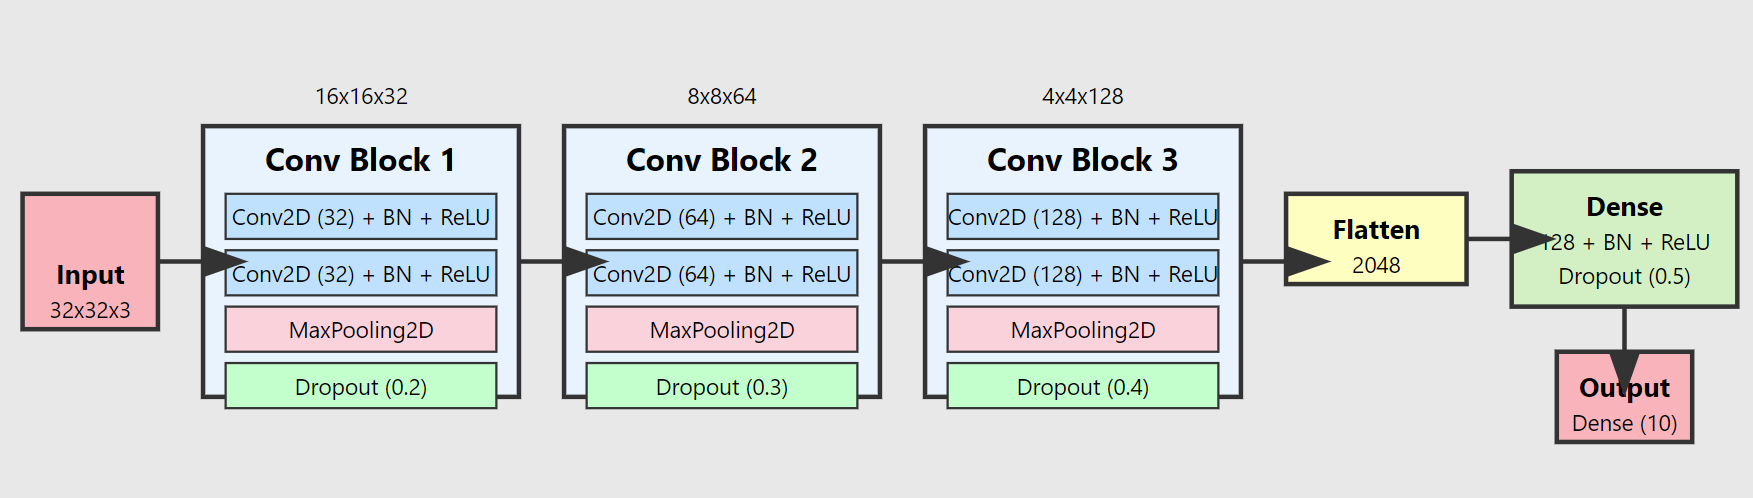 Input
32x32x3
16x16x32
Conv Block 1
Conv2D (32) + BN + ReLU
Conv2D (32) + BN + ReLU
MaxPooling2D
Dropout (0.2)
8x8x64
Conv Block 2
Conv2D (64) + BN + ReLU
Conv2D (64) + BN + ReLU
MaxPooling2D
Dropout (0.3)
4x4x128
Conv Block 3
Conv2D (128) + BN + ReLU
Conv2D (128) + BN + ReLU
MaxPooling2D
Dropout (0.4)
Flatten
2048
Dense
128 + BN + ReLU
Dropout (0.5)
Output
Dense (10)